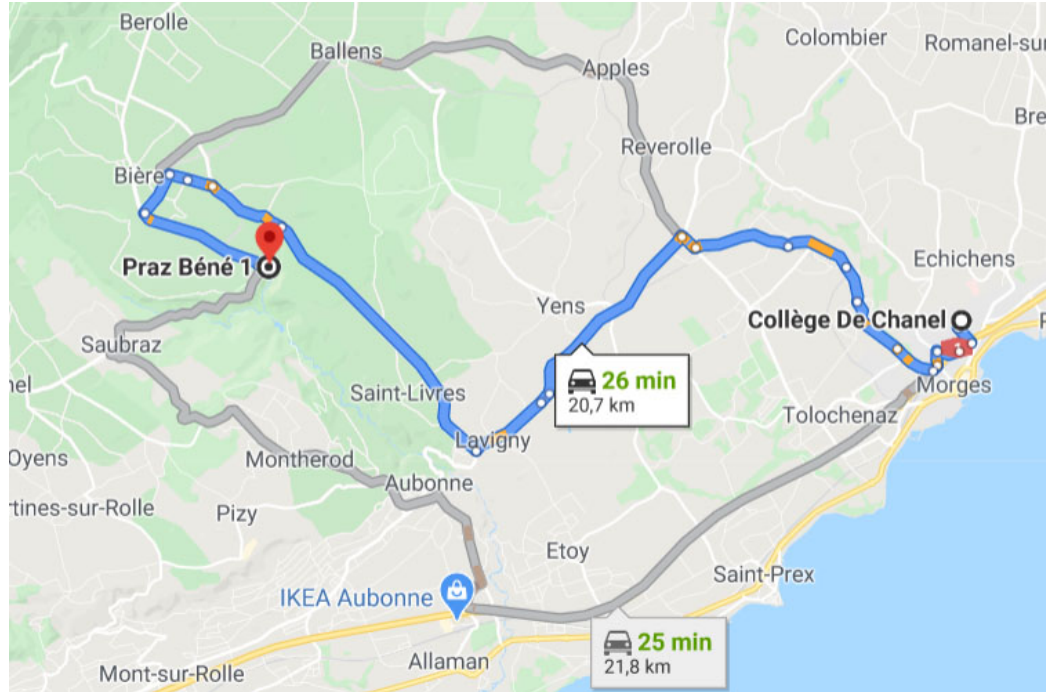 Berolle
Ballens
Colombier
Romanel-sur
Apples
Bre
Reverolle
Bière
Echichens
Praz Béné 1
Yens
Collège De Chanel
Saubraz
26 min
20,7 km
nel
Saint-Livres
Morges
Tolochenaz
Lavigny
Oyens
Montherod
Aubonne
rtines-sur-Rolle
Pizy
Etoy
Saint-Prex
IKEA Aubonne
25 min
21,8 km
Allaman
Mont-sur-Rolle